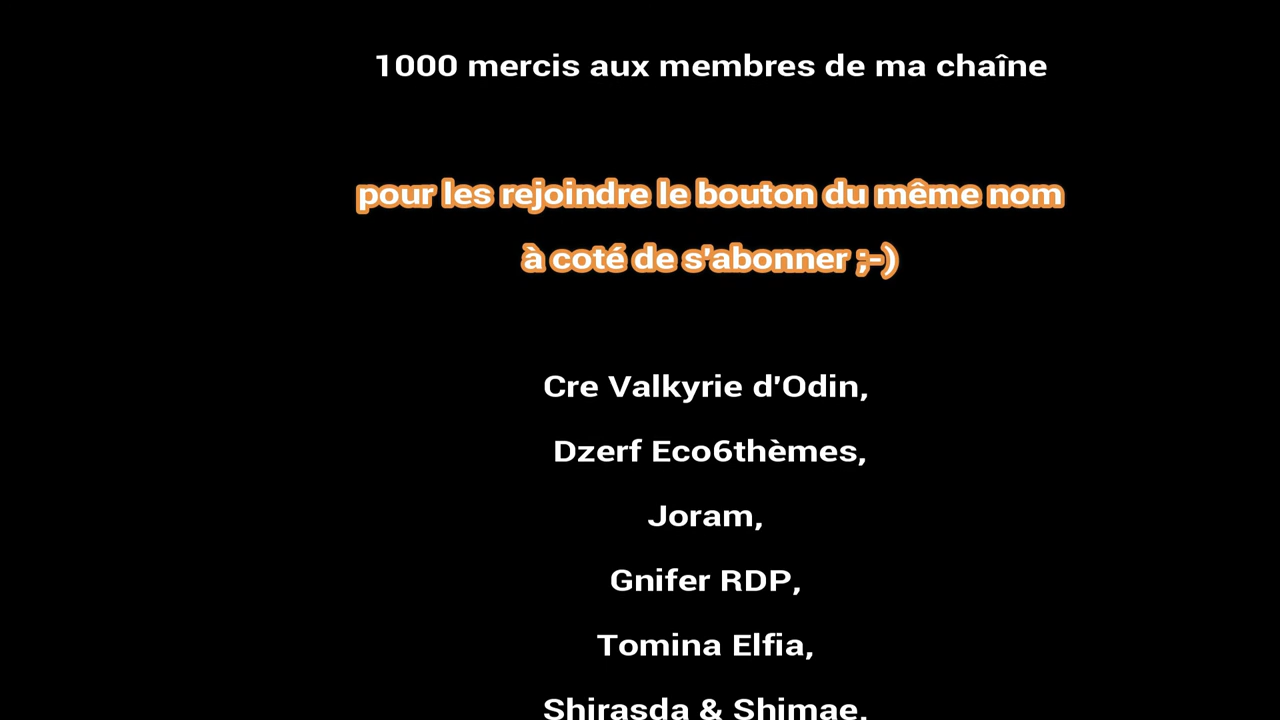 1000 mercis aux membres de ma chaîne
pour les rejoindre le bouton du même nom
à coté de s'abonner ;-)
Cre Valkyrie d'Odin,
Dzerf Eco6thèmes,
Joram,
Gnifer RDP,
Tomina Elfia,
Shirasda & Shimae,